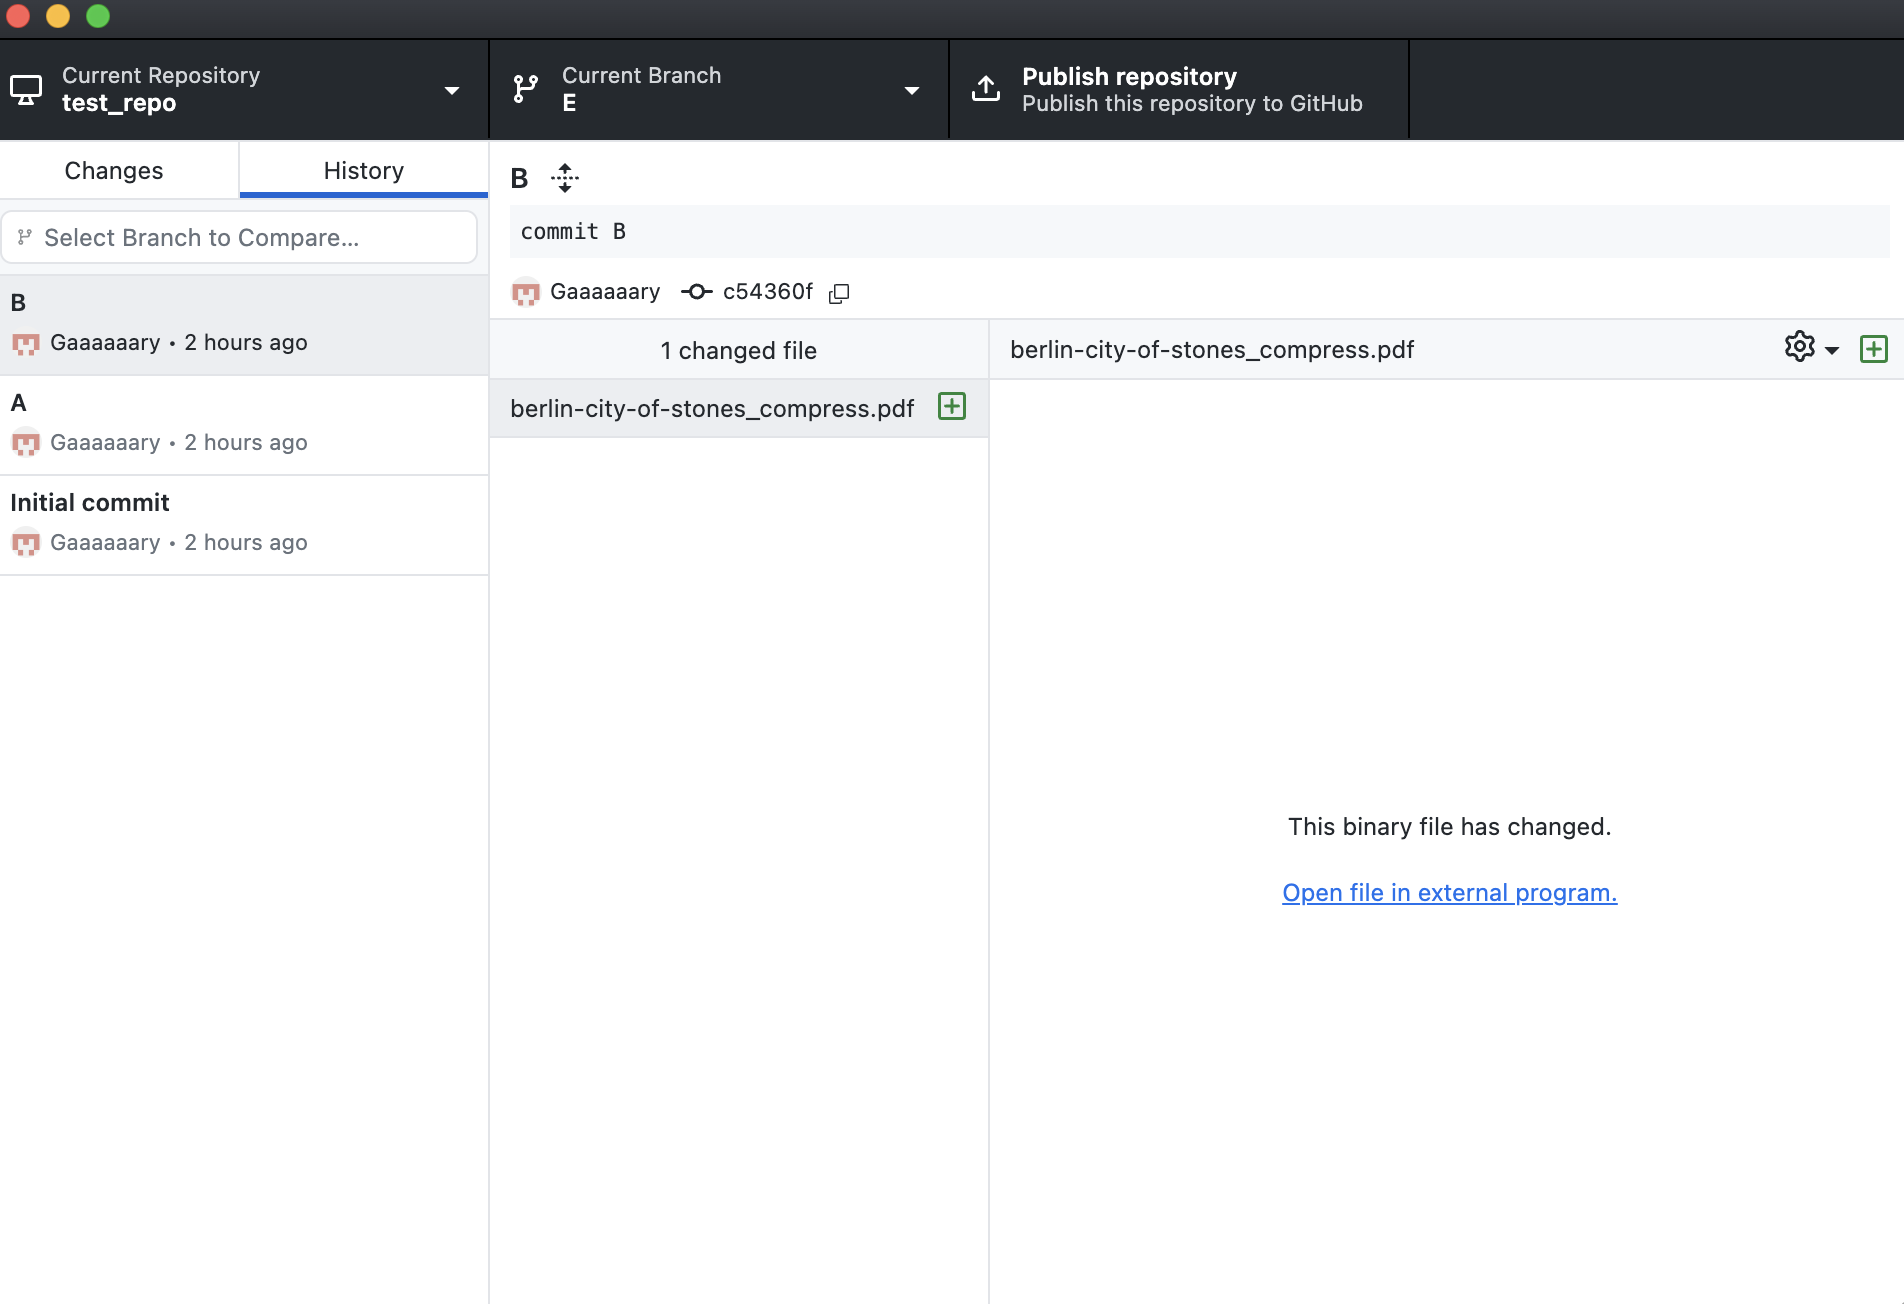 Current Repository
test_repo
Current Branch
E
Publish repository
Publish this repository to GitHub
Changes
History
Select Branch to Compare...
B
Gaaaaaary • 2 hours ago
A
Gaaaaaary • 2 hours ago
Initial commit
Gaaaaaary • 2 hours ago
B
commit B
Gaaaaaary
c54360f
1 changed file
berlin-city-of-stones_compress.pdf
berlin-city-of-stones_compress.pdf
This binary file has changed.
Open file in external program.